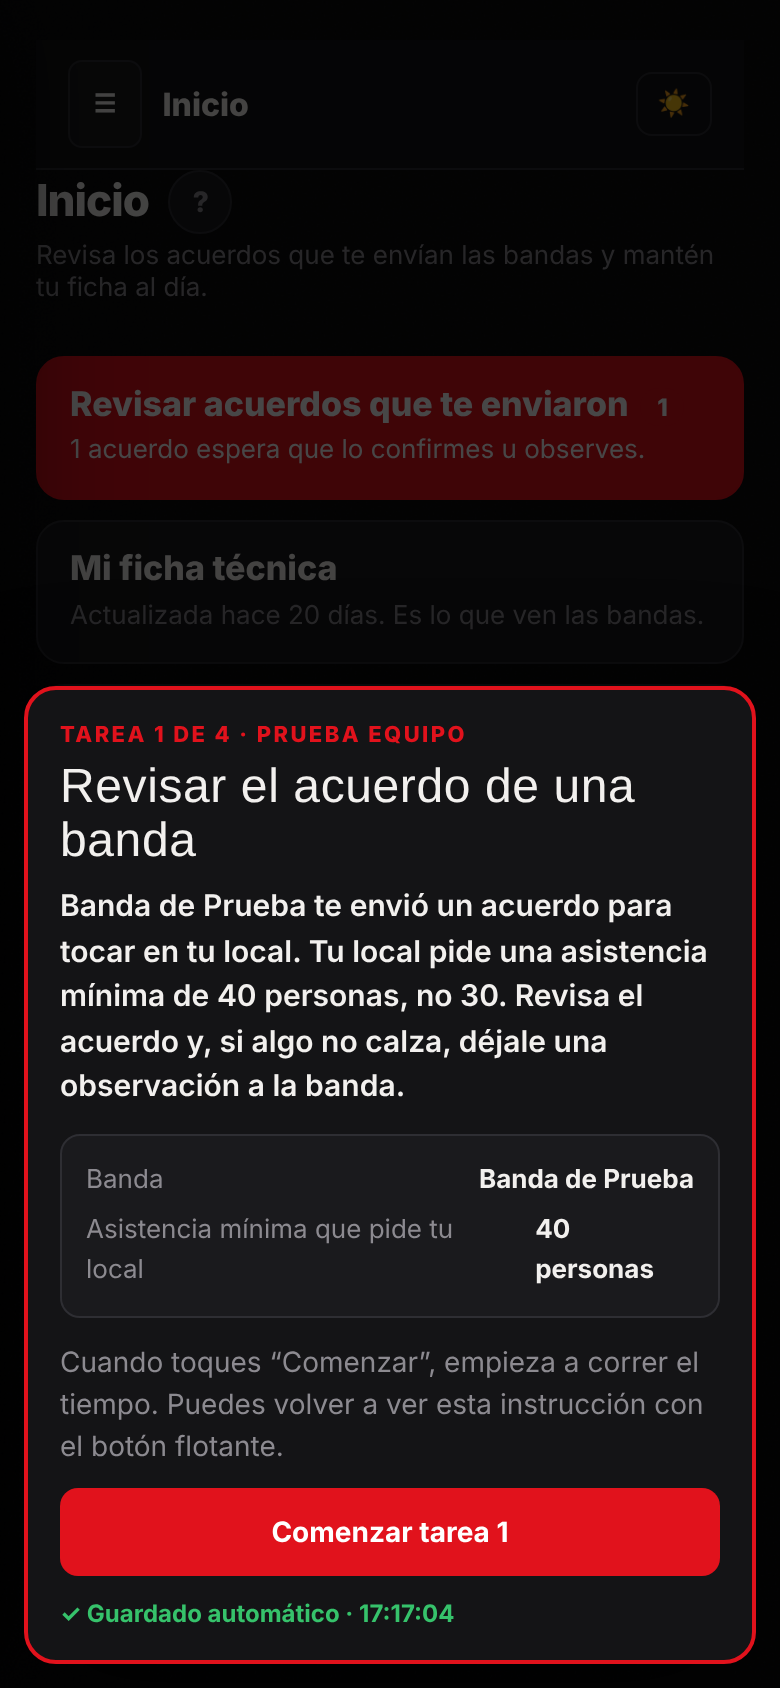 ☰ Inicio
Inicio ?
Revisa los acuerdos que te envían las bandas y mantén
tu ficha al día.
Revisar acuerdos que te enviaron 1
1 acuerdo espera que lo confirmes u observes.
Mi ficha técnica
Actualizada hace 20 días. Es lo que ven las bandas.
TAREA 1 DE 4 · PRUEBA EQUIPO
Revisar el acuerdo de una
banda
Banda de Prueba te envió un acuerdo para
tocar en tu local. Tu local pide una asistencia
mínima de 40 personas, no 30. Revisa el
acuerdo y, si algo no calza, déjale una
observación a la banda.
Banda Banda de Prueba
Asistencia mínima que pide tu 40
local personas
Cuando toques “Comenzar”, empieza a correr el
tiempo. Puedes volver a ver esta instrucción con
el botón flotante.
Comenzar tarea 1
✓ Guardado automático · 17:17:04